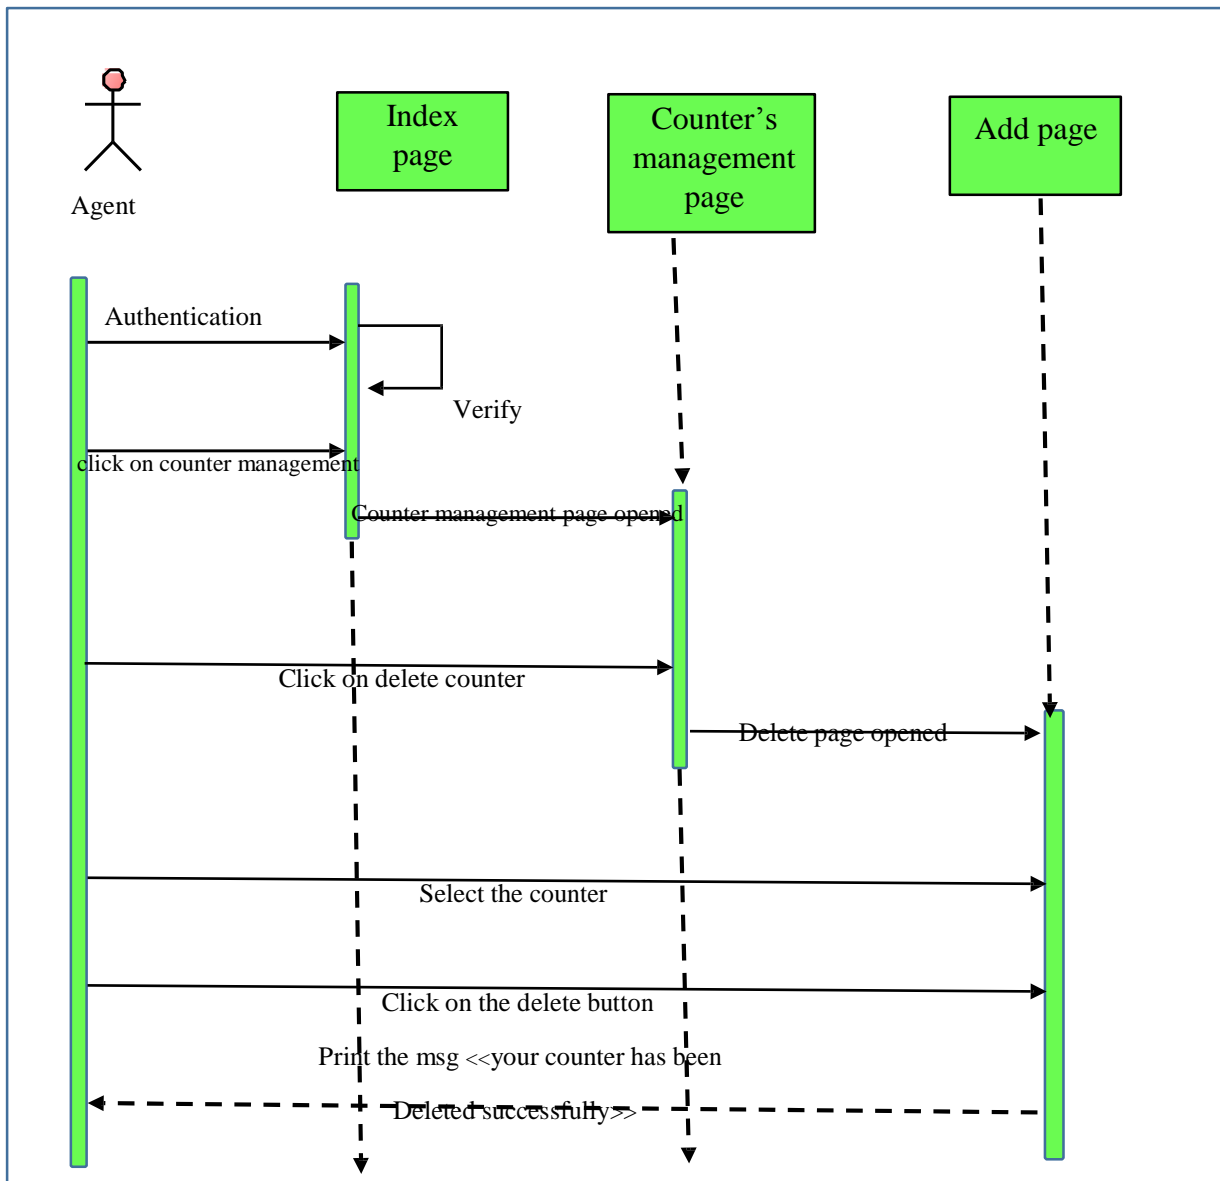 Index
page
Counter’s
management
page
Add page
Agent
Authentication
Verify
click on counter management
Counter management page opened
Click on delete counter
Delete page opened
Select the counter
Click on the delete button
Print the msg <<your counter has been
Deleted successfully>>